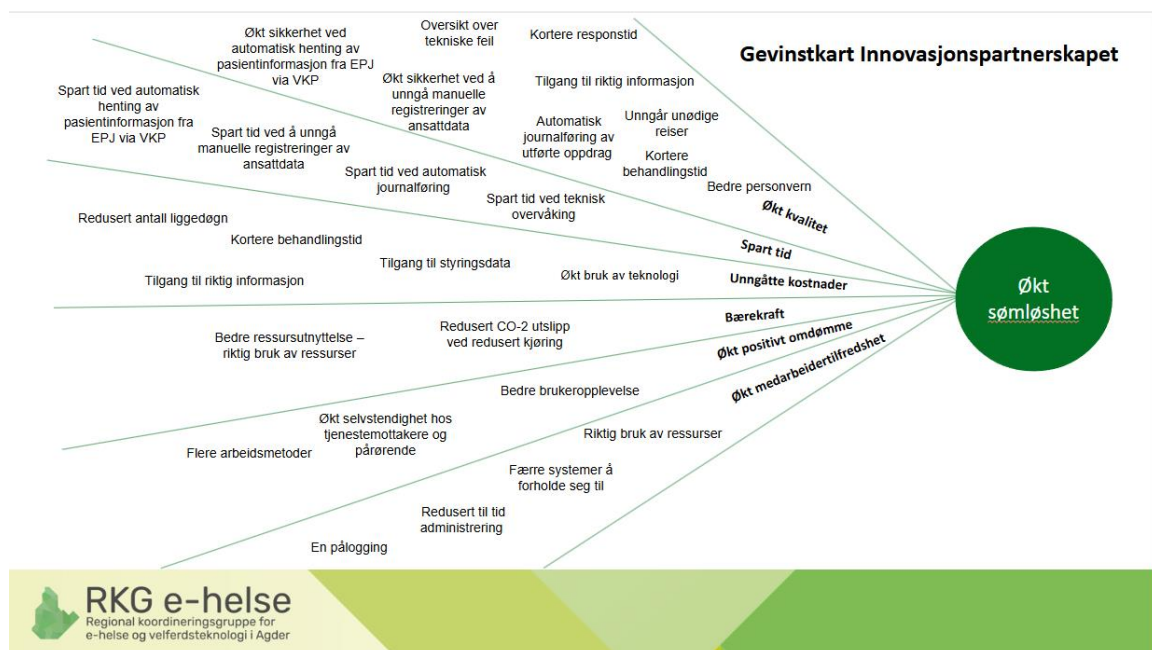 Gevinstkart Innovasjonspartnerskapet
Økt sikkerhet ved
automatisk henting av
pasientinformasjon fra EPJ
via VKP
Oversikt over
tekniske feil
Kortere responstid
Økt sikkerhet ved å
unngå manuelle
registreringer av
ansattdata
Tilgang til riktig informasjon
Automatisk
journalføring av
utførte oppdrag
Unngår unødige
reiser
Kortere
behandlingstid
Bedre personvern
Økt kvalitet
Spart tid ved automatisk
henting av
pasientinformasjon fra
EPJ via VKP
Spart tid ved å unngå
manuelle registreringer av
ansattdata
Spart tid ved automatisk
journalføring
Spart tid ved teknisk
overvåking
Spart tid
Redusert antall liggedøgn
Kortere behandlingstid
Tilgang til riktig informasjon
Tilgang til styringsdata
Økt bruk av teknologi
Unngåtte kostnader
Bedre ressursutnyttelse –
riktig bruk av ressurser
Redusert CO-2 utslipp
ved redusert kjøring
Bærekraft
Flere arbeidsmetoder
Økt selvstendighet hos
tjenestemottakere og
pårørende
Bedre brukeropplevelse
Økt positivt omdømme
En pålogging
Redusert til tid
administrering
Færre systemer å
forholde seg til
Riktig bruk av ressurser
Økt medarbeidertilfredshet
Økt
sømløshet
RKG e-helse
Regional koordineringsgruppe for
e-helse og velferdsteknologi i Agder